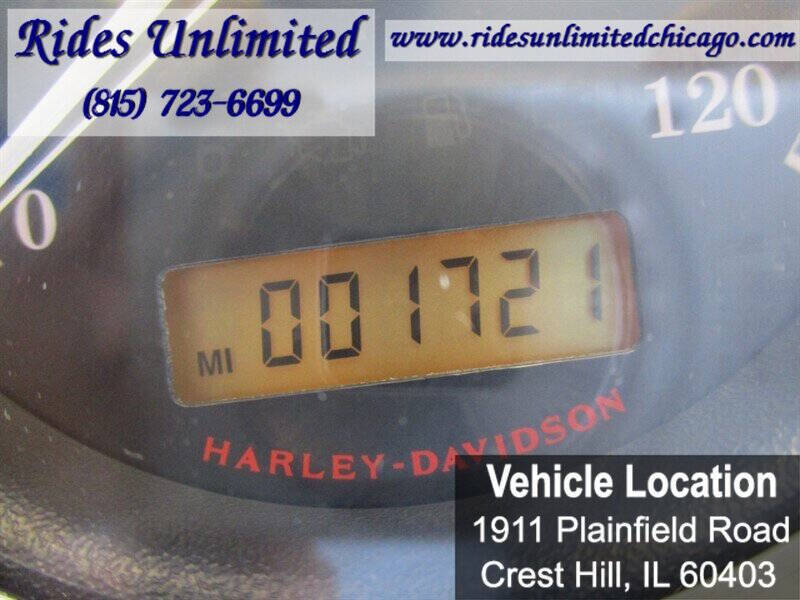 Rides Unlimited
(815) 723-6699
www.ridesunlimitedchicago.com
120
0
MI 001721
HARLEY-DAVIDSON
Vehicle Location
1911 Plainfield Road
Crest Hill, IL 60403